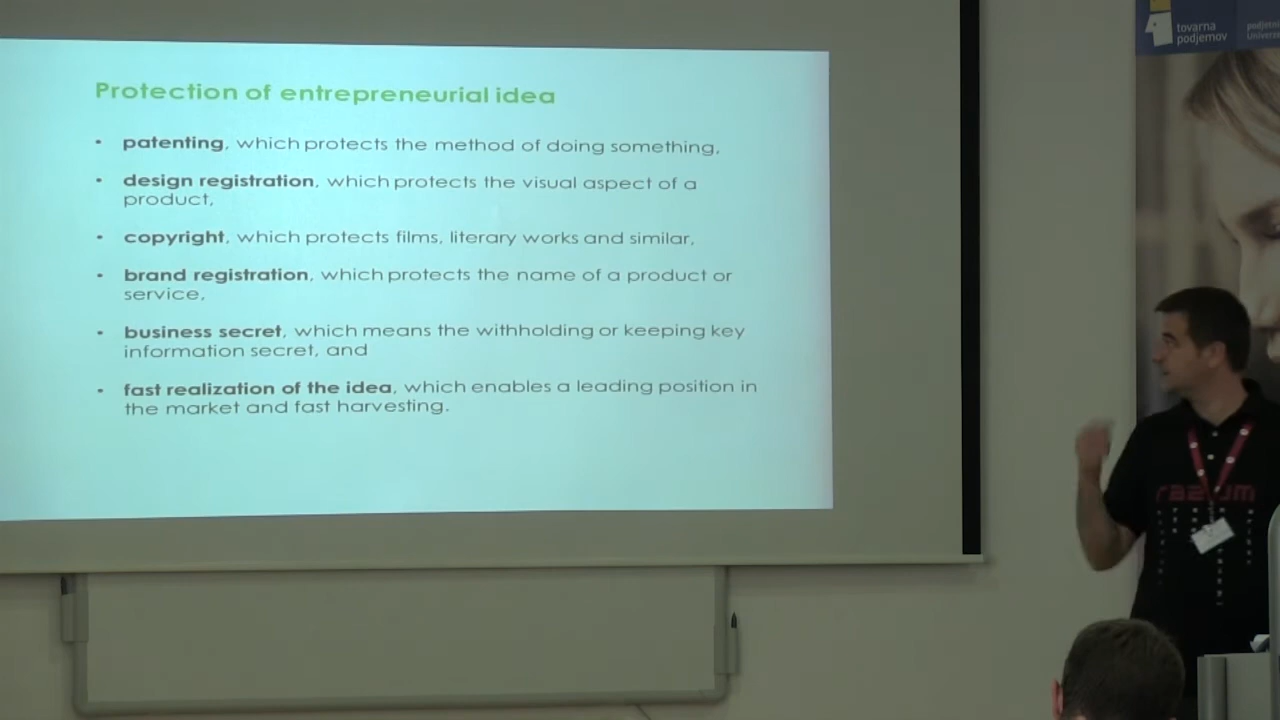 Protection of entrepreneurial idea
• patenting, which protects the method of doing something,
• design registration, which protects the visual aspect of a
product,
• copyright, which protects films, literary works and similar,
• brand registration, which protects the name of a product or
service,
• business secret, which means the withholding or keeping key
information secret, and
• fast realization of the idea, which enables a leading position in
the market and fast harvesting.
tovarna
podjemov